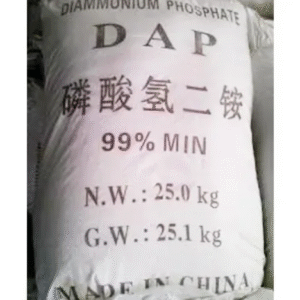 DIAMMONIUM PHOSPHATE
DAP
磷酸氢二铵
99% MIN
N.W.: 25.0 kg
G.W.: 25.1 kg
MADE IN CHINA